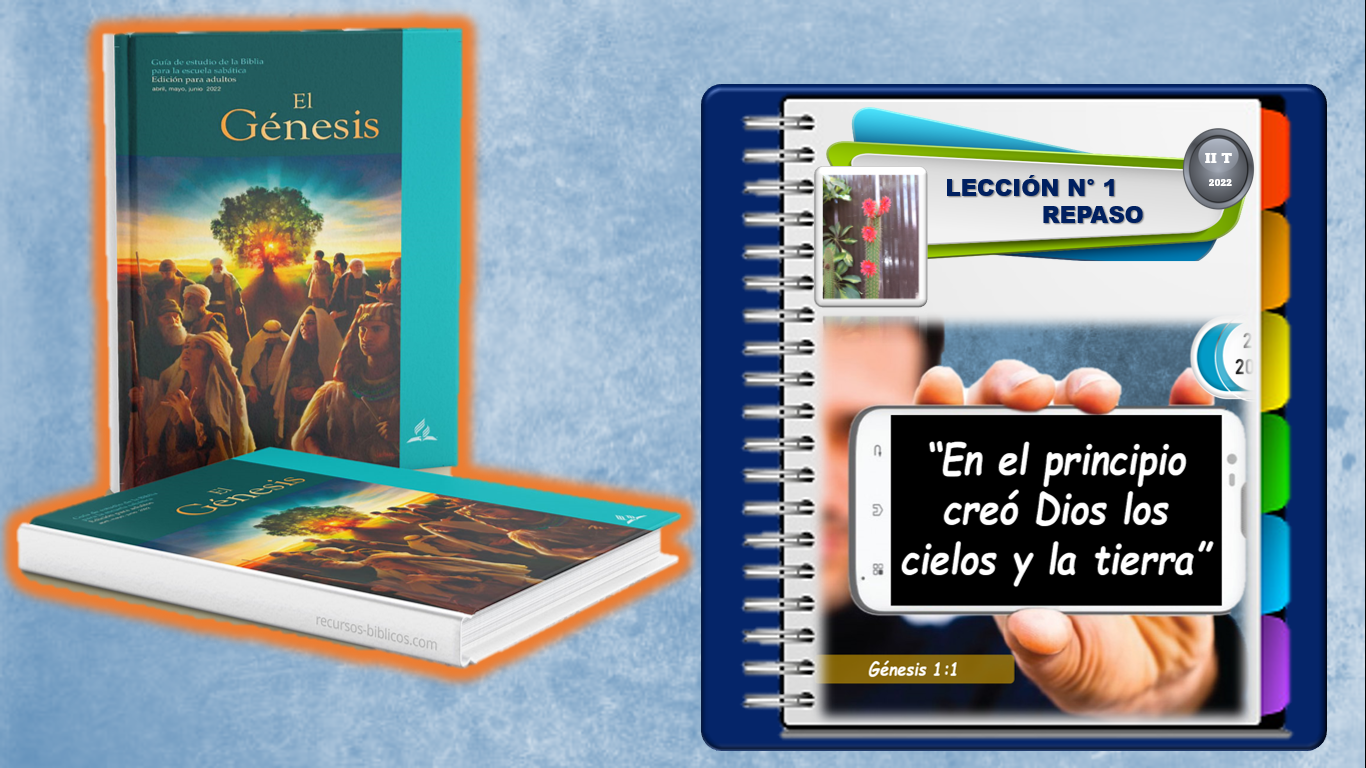 Guía de estudio de la Biblia
para la escuela sabática
Edición para adultos
abril, mayo, junio 2022
El
Génesis
El
Génesis
recursos-biblicos.com
II T
2022
LECCIÓN N° 1
REPASO
2
20
“En el principio
creó Dios los
cielos y la tierra”
Génesis 1:1